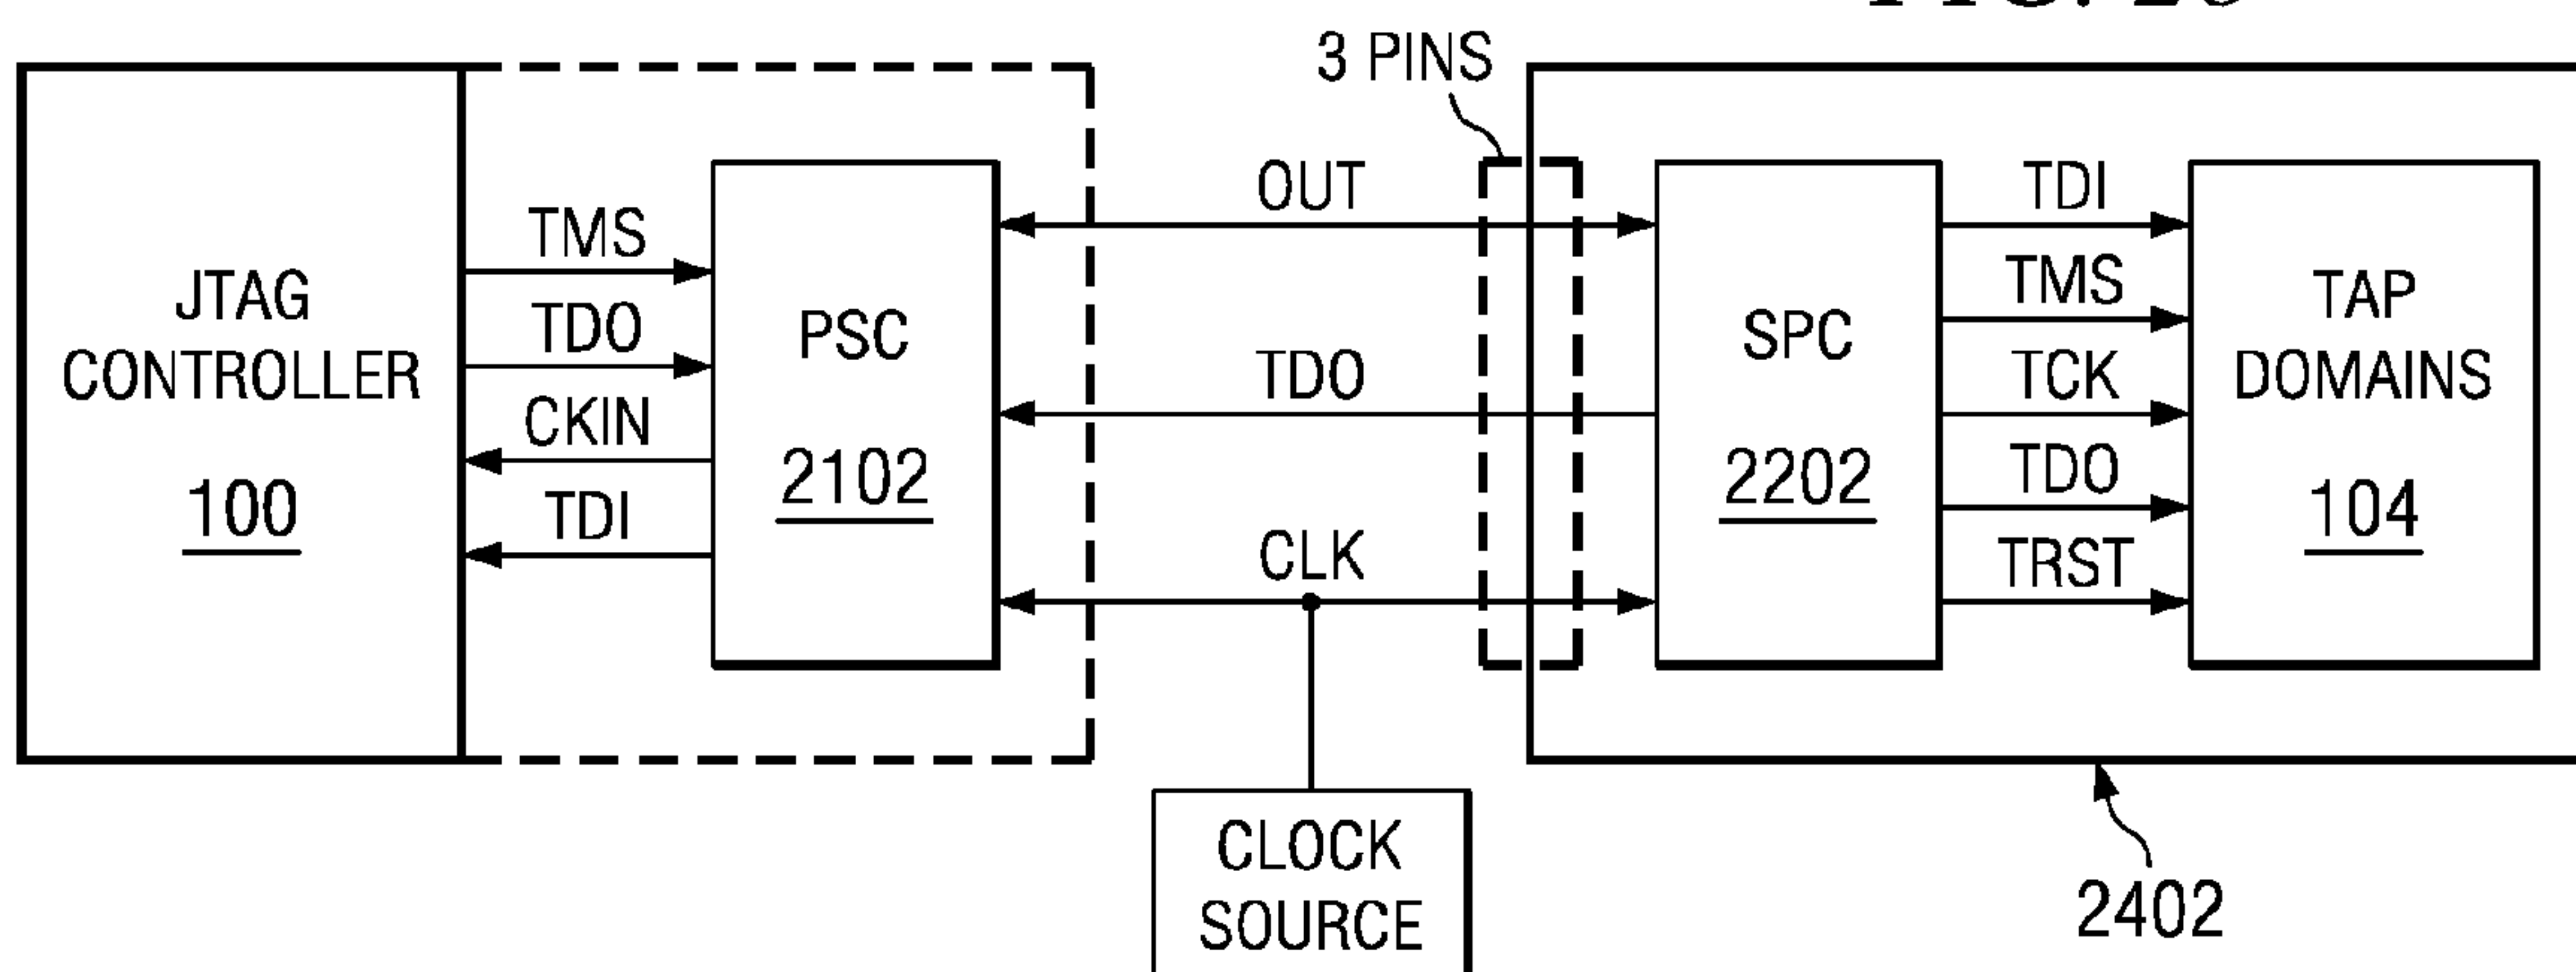 3 PINS
JTAG
CONTROLLER
100
TMS
TDO
CKIN
TDI
PSC
2102
OUT
TDO
CLK
CLOCK
SOURCE
SPC
2202
TDI
TMS
TCK
TDO
TRST
TAP
DOMAINS
104
2402